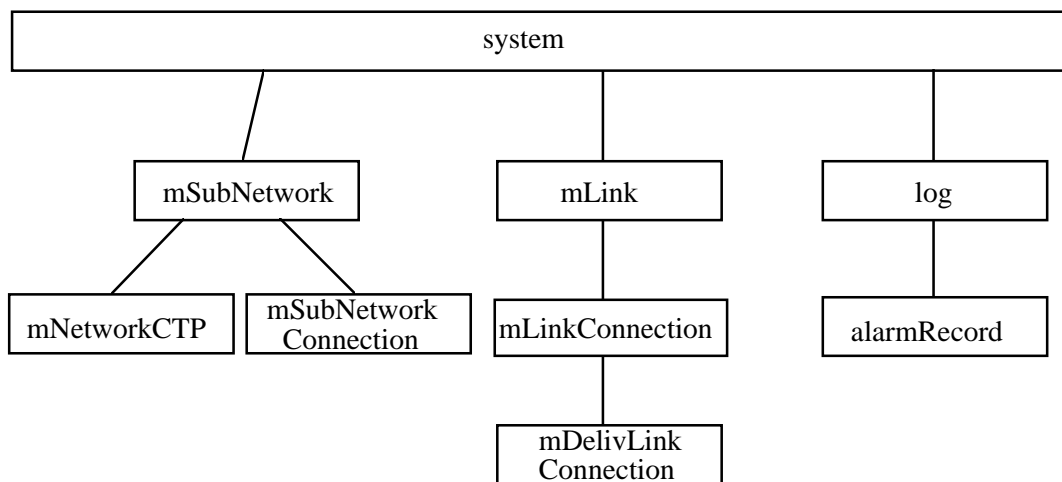 system
mSubNetwork
mLink
log
mNetworkCTP
mSubNetwork
Connection
mLinkConnection
alarmRecord
mDelivLink
Connection